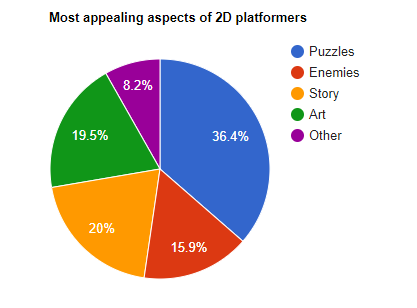 Most appealing aspects of 2D platformers
Puzzles
Enemies
Story
Art
Other
36.4%
15.9%
20%
19.5%
8.2%